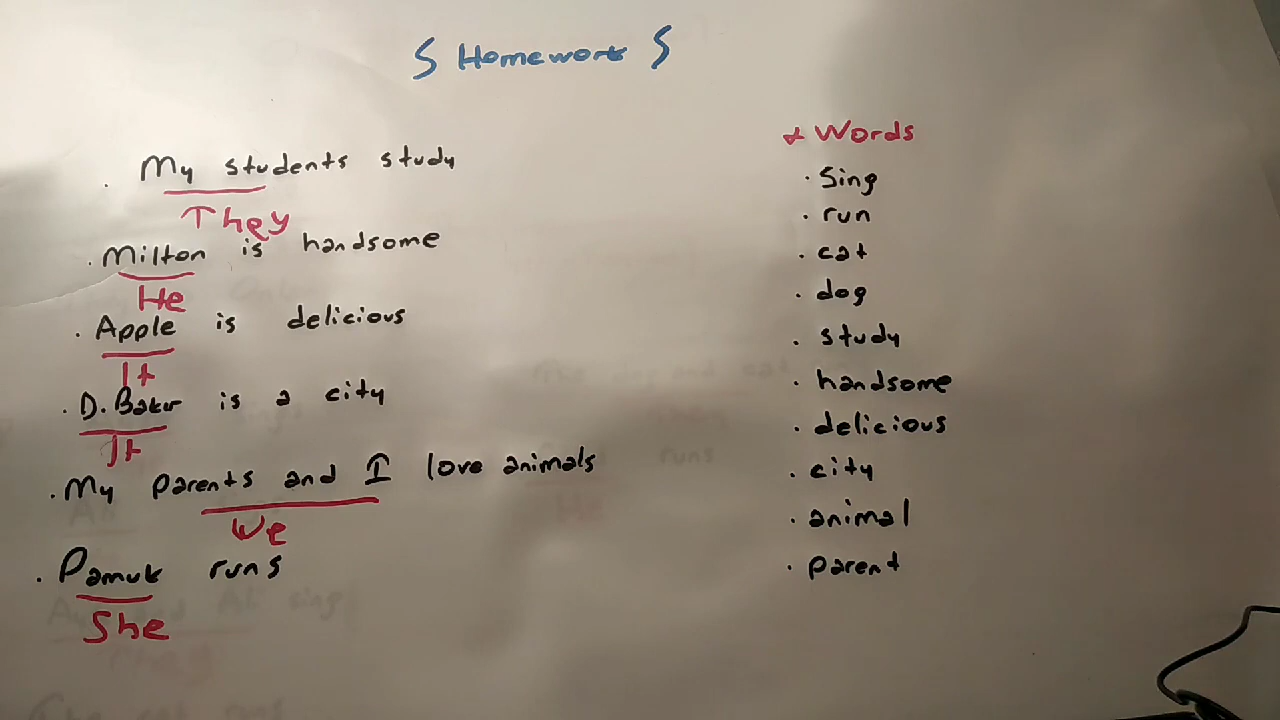 Homework
. My students study
They
. Milton is handsome
He
. Apple is delicious
It
. D. Bakır is a city
It
. My parents and I love animals
We
. Pamuk runs
She
+ Words
. Sing
. run
. cat
. dog
. study
. handsome
. delicious
. city
. animal
. parent